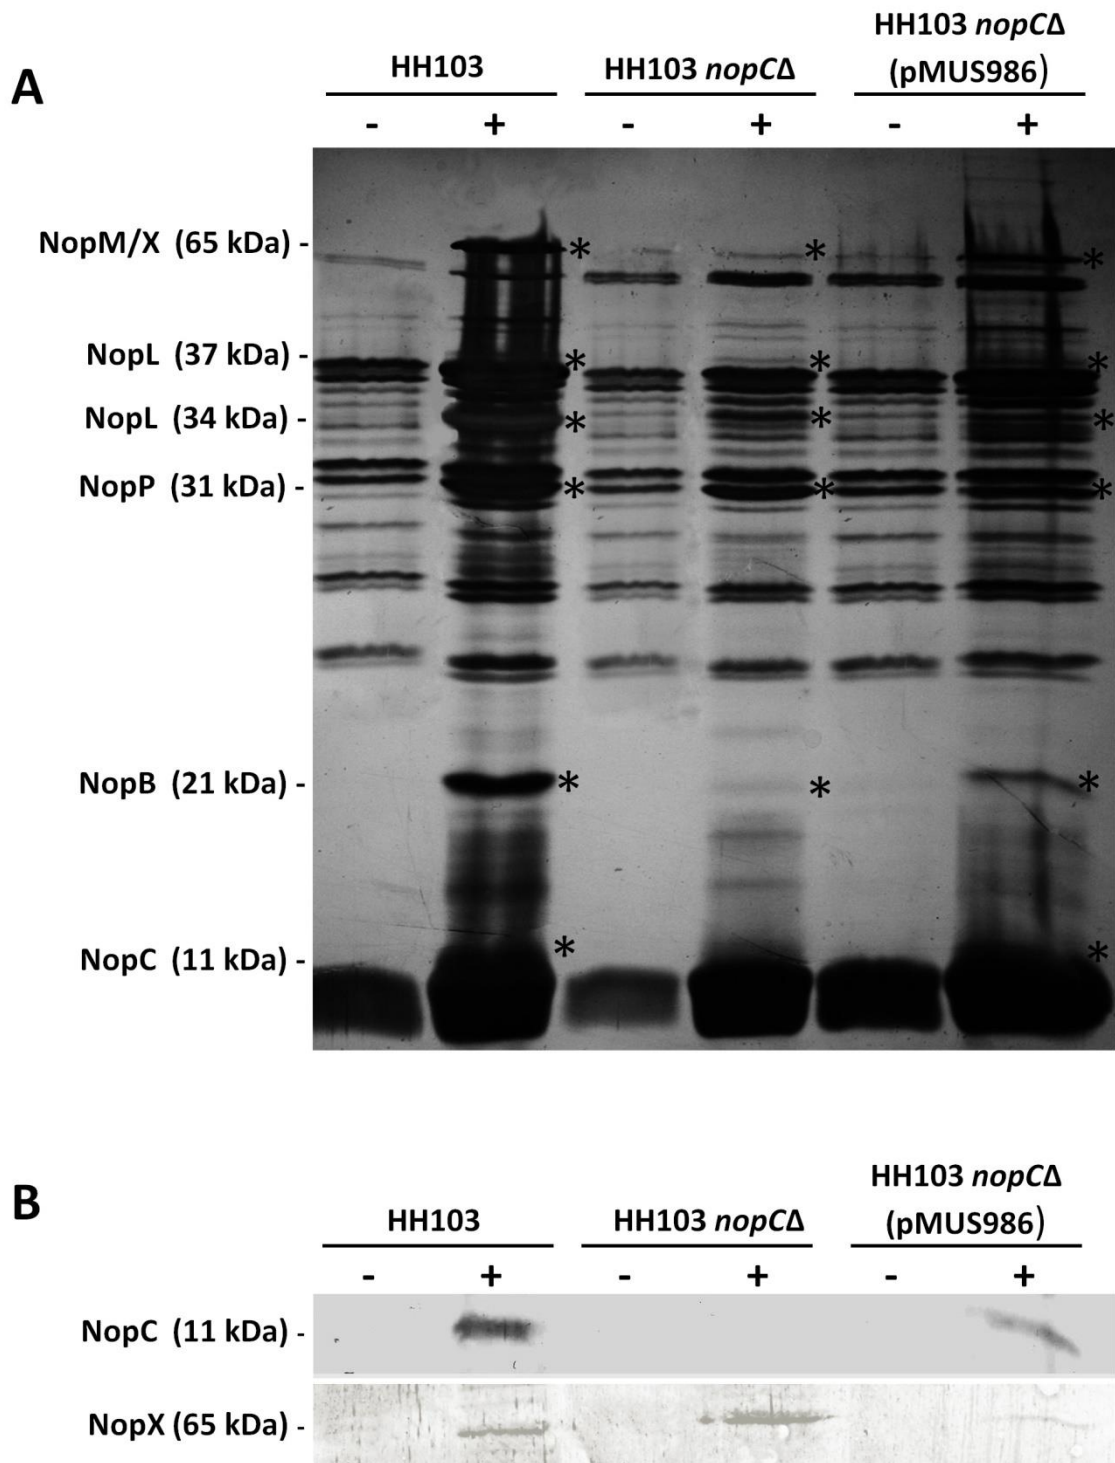 A
HH103
HH103 nopCΔ
HH103 nopCΔ
(pMUS986)
- + - + - +
NopM/X (65 kDa) - * * *
NopL (37 kDa) - * * *
NopL (34 kDa) - * * *
NopP (31 kDa) - * * *
NopB (21 kDa) - * * *
NopC (11 kDa) - * *
B
HH103
HH103 nopCΔ
HH103 nopCΔ
(pMUS986)
- + - + - +
NopC (11 kDa) -
NopX (65 kDa) -